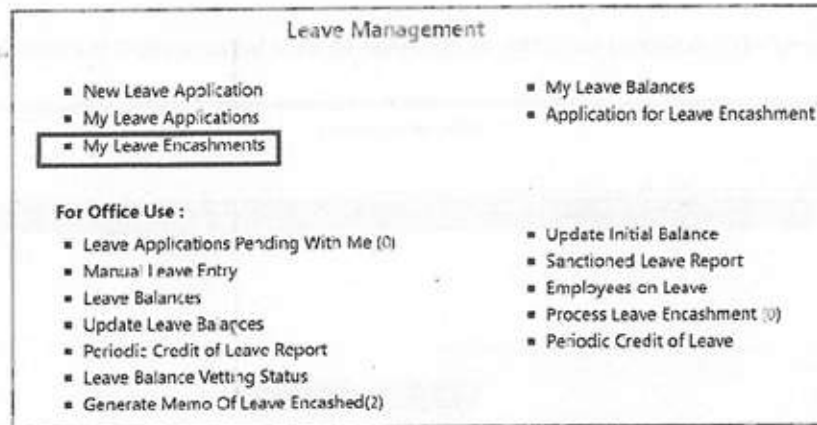 Leave Management
New Leave Application
My Leave Applications
My Leave Encashments
My Leave Balances
Application for Leave Encashment
For Office Use :
Leave Applications Pending With Me (0)
Manual Leave Entry
Leave Balances
Update Leave Balances
Periodic Credit of Leave Report
Leave Balance Vetting Status
Generate Memo Of Leave Encashed(2)
Update Initial Balance
Sanctioned Leave Report
Employees on Leave
Process Leave Encashment (0)
Periodic Credit of Leave